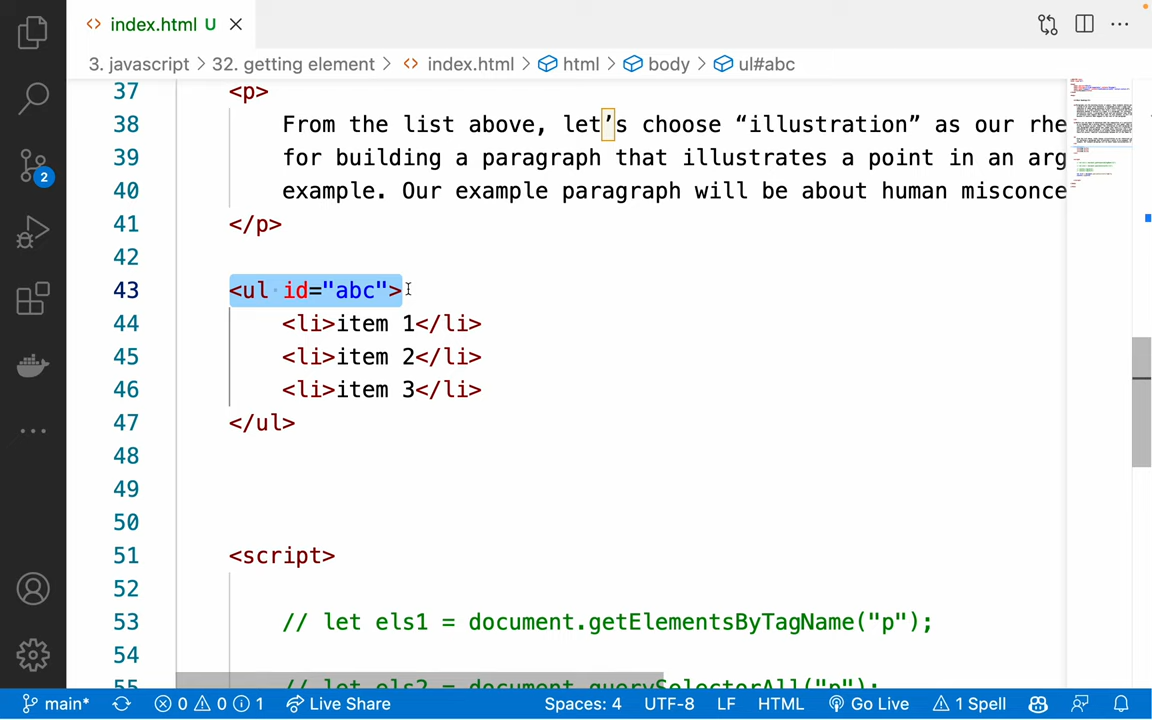 index.html U
3. javascript > 32. getting element > index.html > html > body > ul#abc
37 <p>
38 From the list above, let’s choose “illustration” as our rhe
39 for building a paragraph that illustrates a point in an arg
40 example. Our example paragraph will be about human misconce
41 </p>
42
43 <ul id="abc">
44 <li>item 1</li>
45 <li>item 2</li>
46 <li>item 3</li>
47 </ul>
48
49
50
51 <script>
52
53 // let els1 = document.getElementsByTagName("p");
54
55 // let els2 = document.querySelectorAll("p");
2
main* 0 0 1 Live Share Spaces: 4 UTF-8 LF HTML Go Live 1 Spell